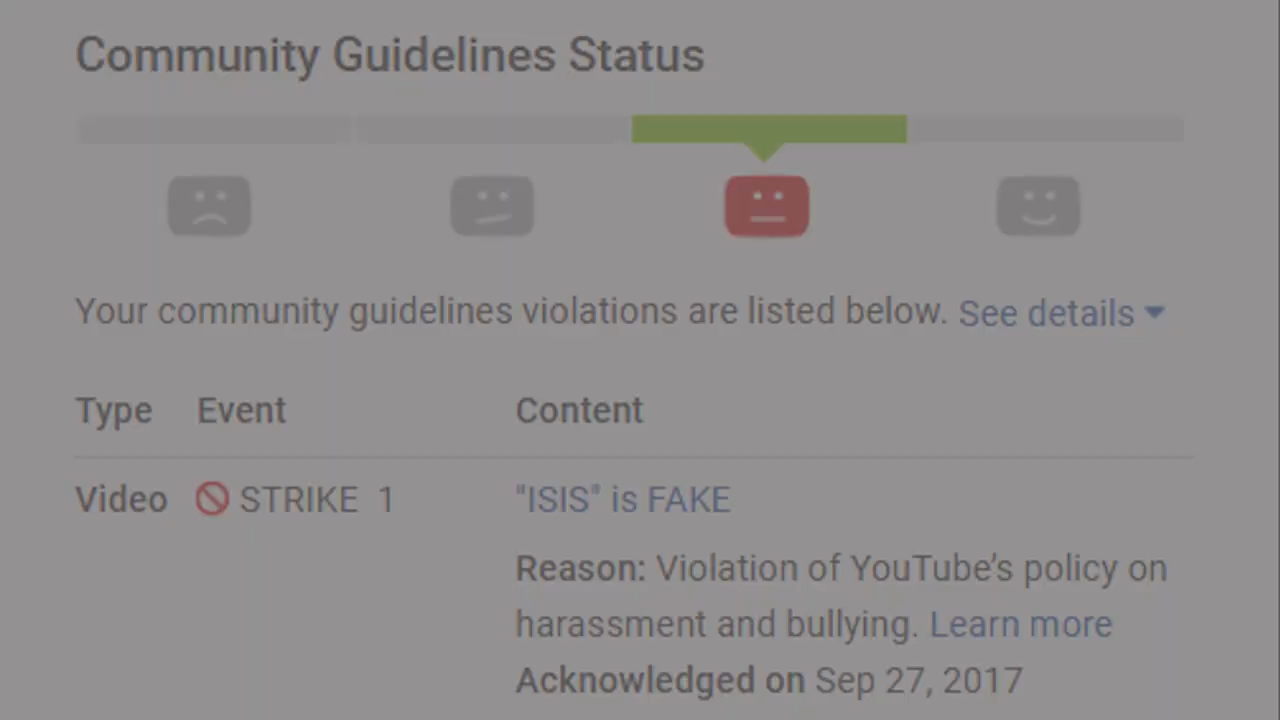 Community Guidelines Status
Your community guidelines violations are listed below. See details
Type Event Content
Video STRIKE 1 "ISIS" is FAKE
Reason: Violation of YouTube’s policy on
harassment and bullying. Learn more
Acknowledged on Sep 27, 2017